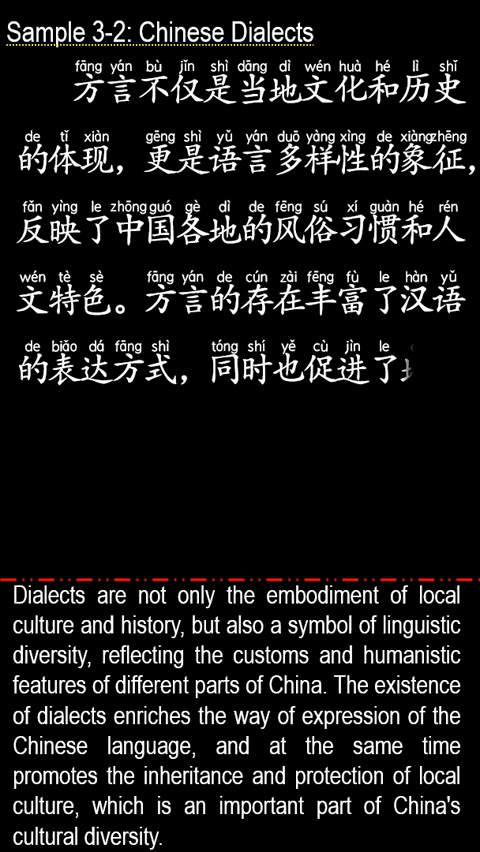 Sample 3-2: Chinese Dialects
fāng yán bù jǐn shì dāng dì wén huà hé lì shǐ
方言不仅是当地文化和历史
de tǐ xiàn gēng shì yǔ yán duō yàng xìng de xiàng zhēng
的体现，更是语言多样性的象征，
fǎn yìng le zhōng guó gè dì de fēng sú xí guàn hé rén
反映了中国各地的风俗习惯和人
wén tè sè fāng yán de cún zài fēng fù le hàn yǔ
文特色。方言的存在丰富了汉语
de biǎo dá fāng shì tóng shí yě cù jìn le
的表达方式，同时也促进了
Dialects are not only the embodiment of local
culture and history, but also a symbol of linguistic
diversity, reflecting the customs and humanistic
features of different parts of China. The existence
of dialects enriches the way of expression of the
Chinese language, and at the same time
promotes the inheritance and protection of local
culture, which is an important part of China's
cultural diversity.